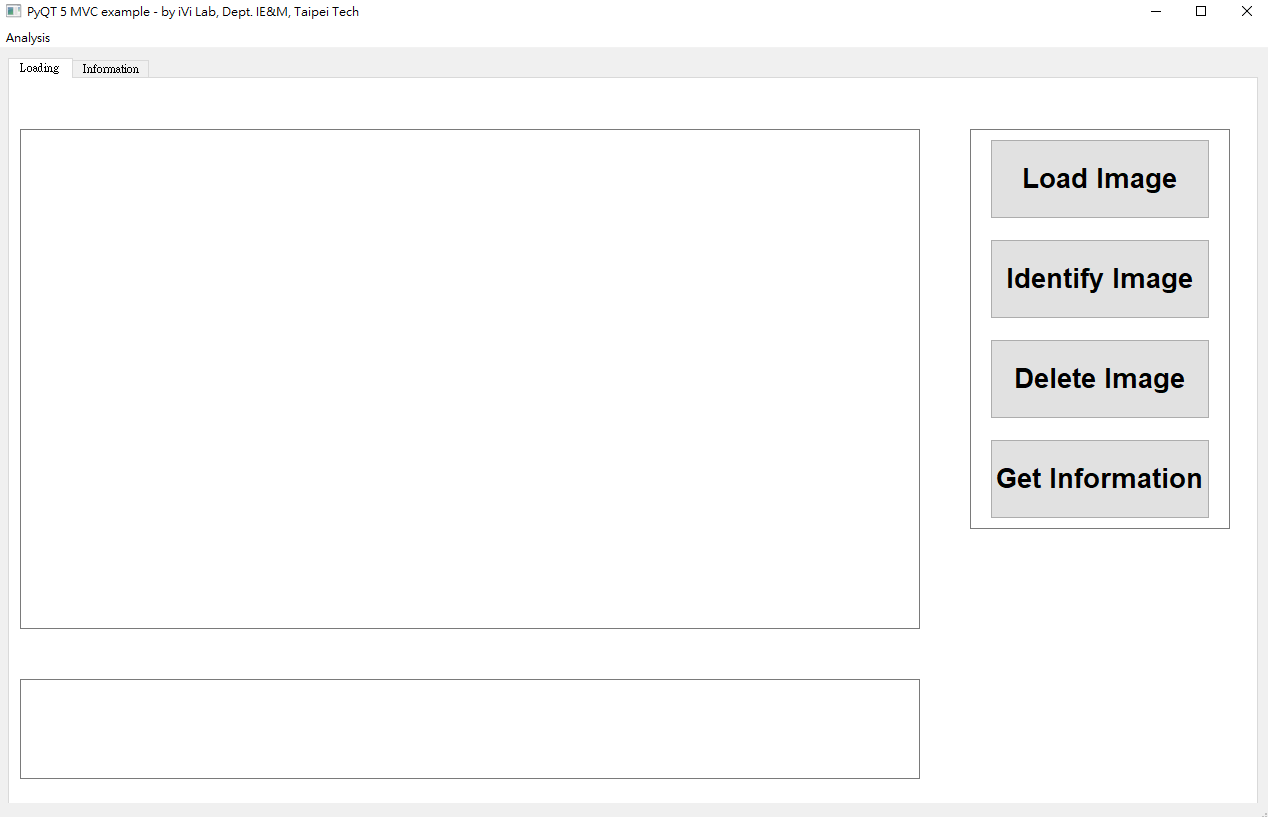 PyQT 5 MVC example - by iVi Lab, Dept. IE&M, Taipei Tech
Analysis
Loading Information
Load Image
Identify Image
Delete Image
Get Information